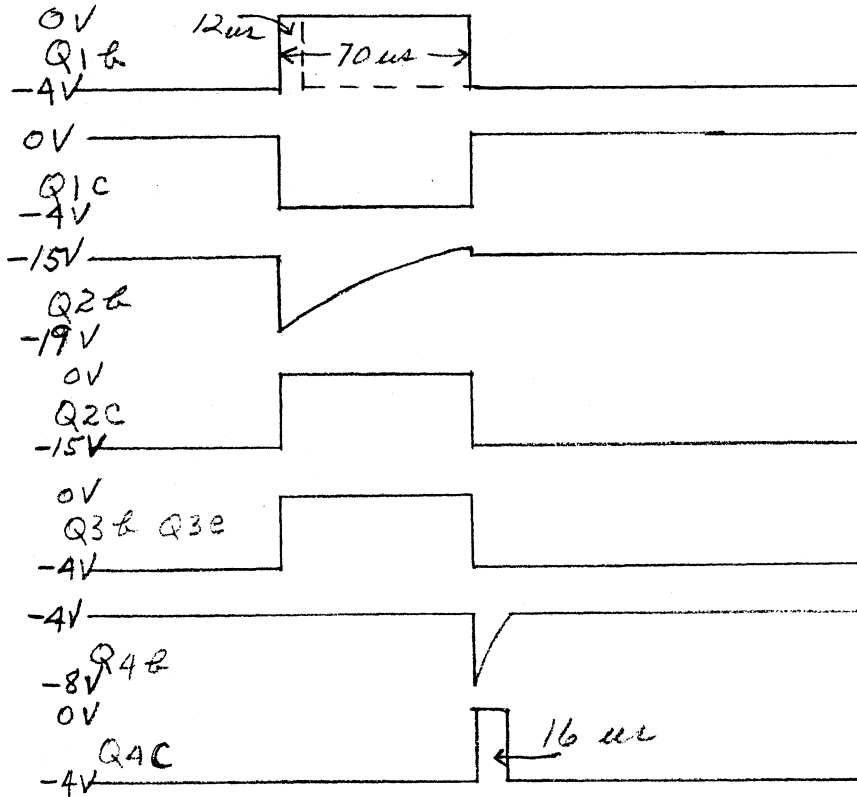 0V
12us
Q1b
70us
-4V
0V
Q1C
-4V
-15V
Q2b
-19V
0V
Q2C
-15V
0V
Q3b Q3e
-4V
-4V
Q4b
-8V
0V
16 us
Q4C
-4V